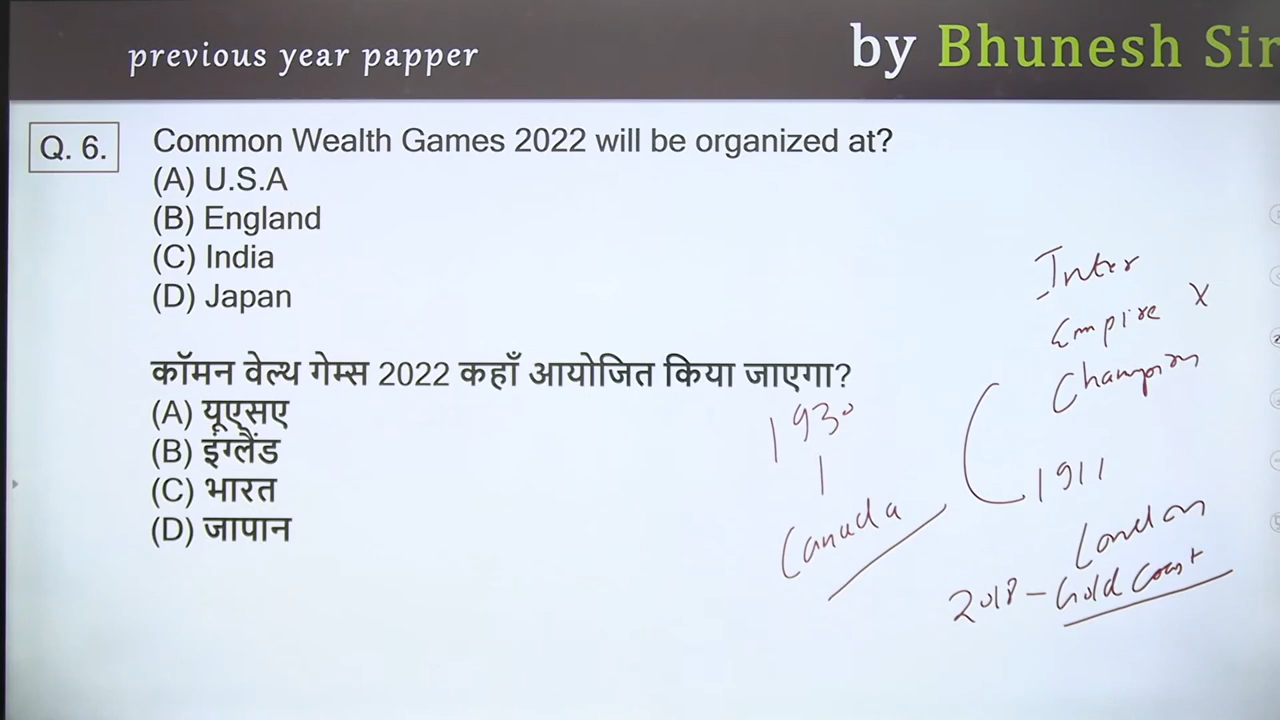 previous year papper
by Bhunesh Sir
Q. 6.
Common Wealth Games 2022 will be organized at?
(A) U.S.A
(B) England
(C) India
(D) Japan
कॉमन वेल्थ गेम्स 2022 कहाँ आयोजित किया जाएगा?
(A) यूएसए
(B) इंग्लैंड
(C) भारत
(D) जापान
1930
Canada
Inter
Empire X
Champion
1911
London
2018 - Gold Coast